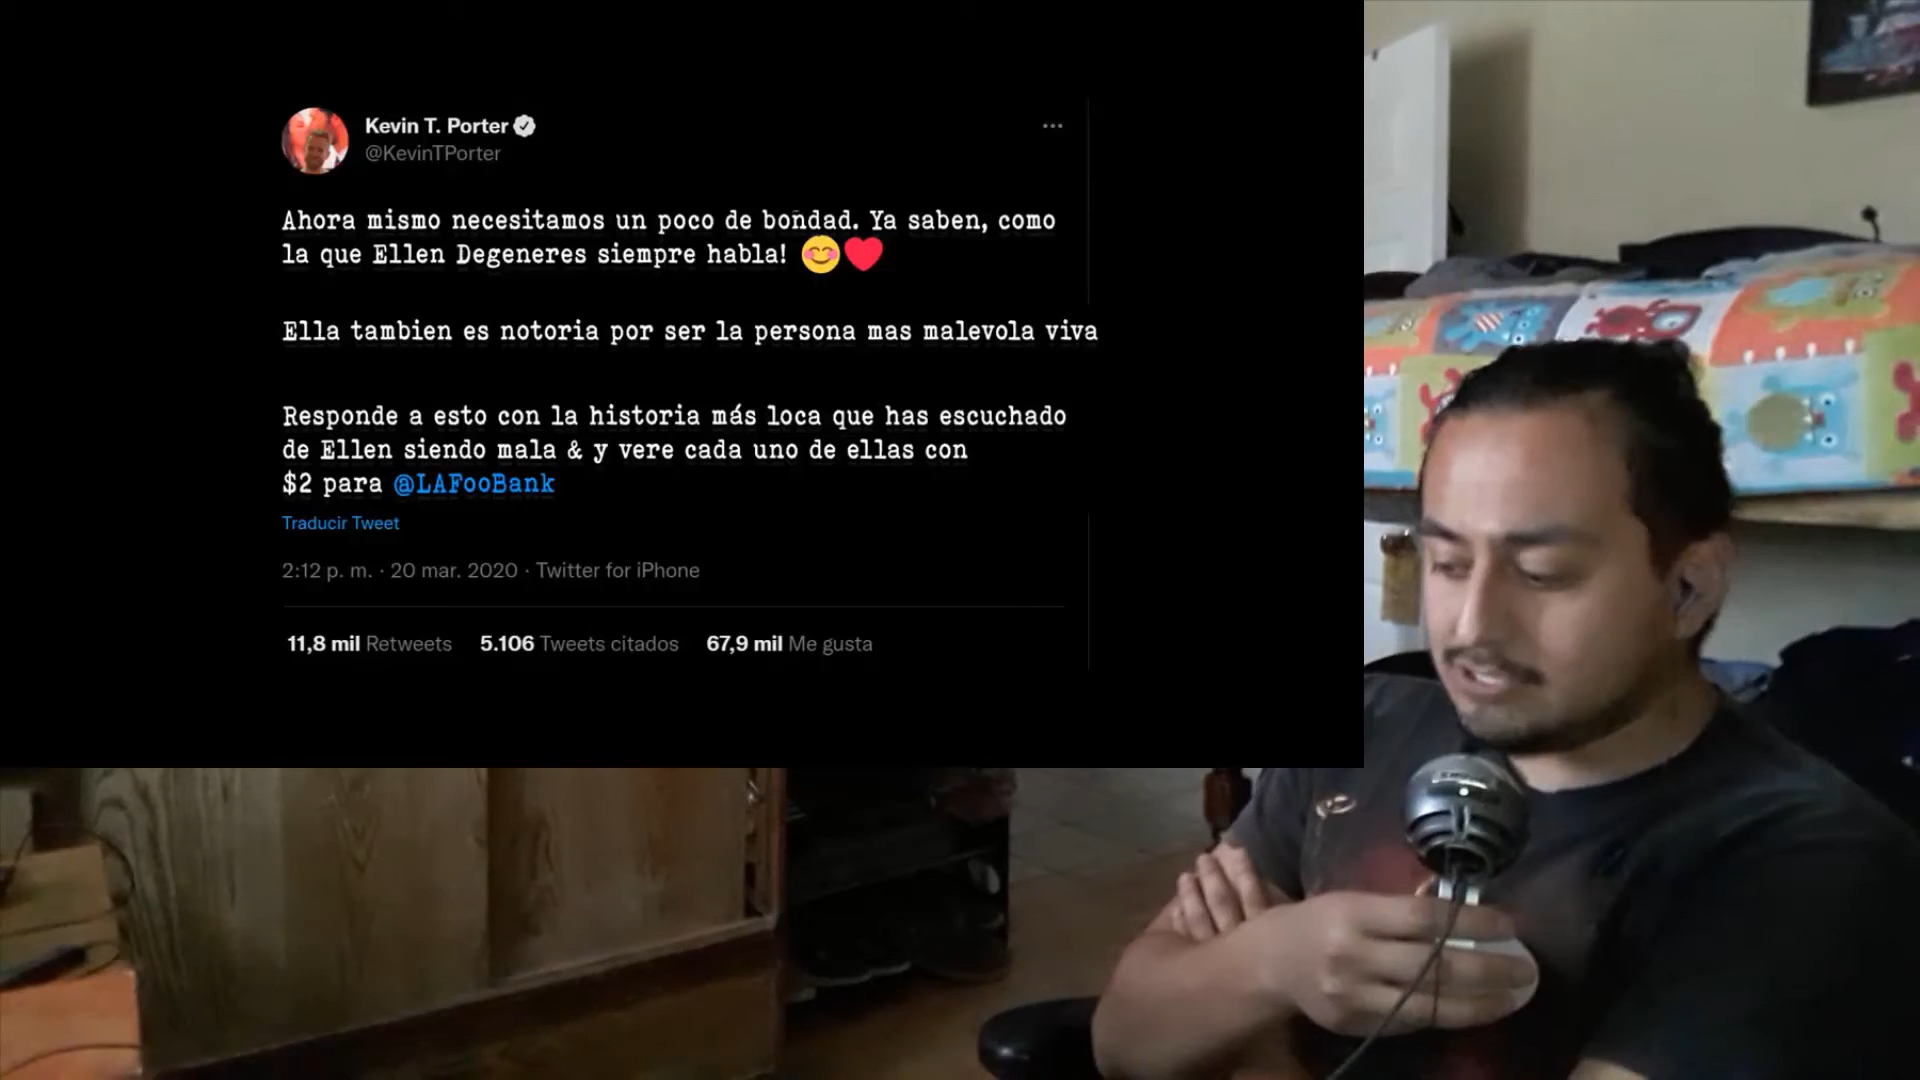 Kevin T. Porter
@KevinTPorter
Ahora mismo necesitamos un poco de bondad. Ya saben, como
la que Ellen Degeneres siempre habla! 😊❤️
Ella tambien es notoria por ser la persona mas malevola viva
Responde a esto con la historia más loca que has escuchado
de Ellen siendo mala & y vere cada uno de ellas con
$2 para @LAFooBank
Traducir Tweet
2:12 p. m. · 20 mar. 2020 · Twitter for iPhone
11,8 mil Retweets 5.106 Tweets citados 67,9 mil Me gusta